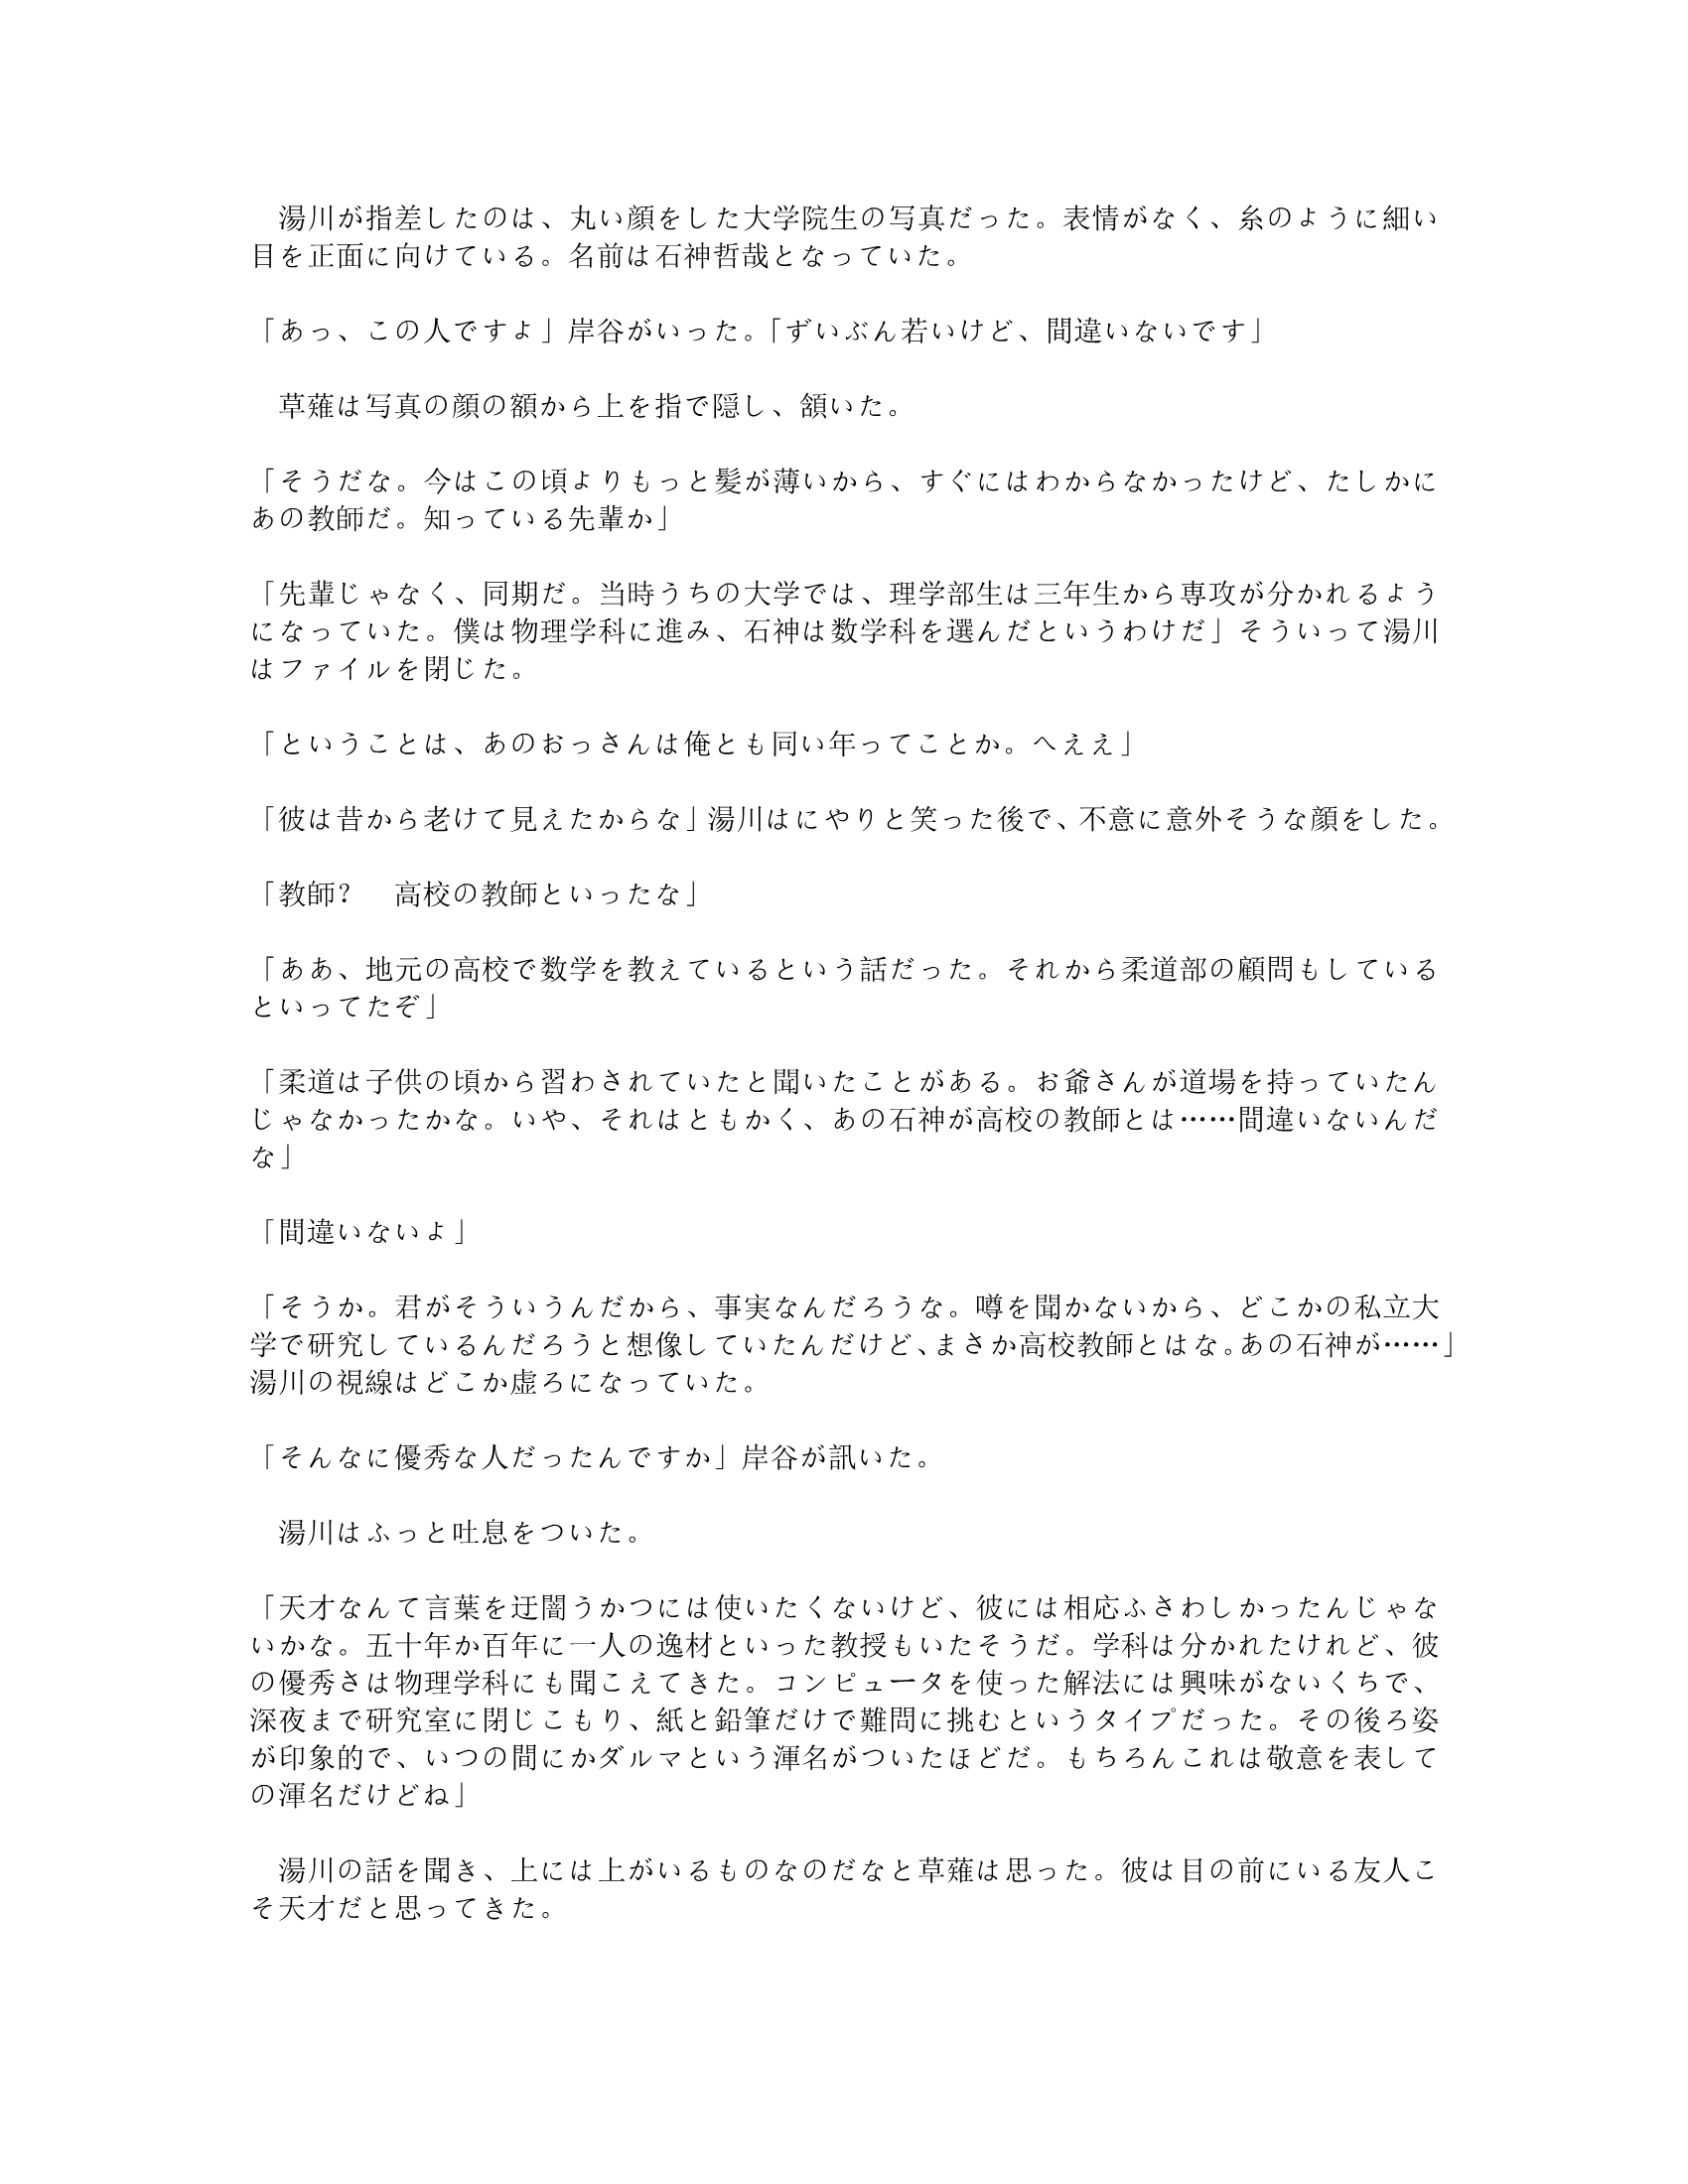 湯川が指差したのは、丸い顔をした大学院生の写真だった。表情がなく、糸のように細い
目を正面に向けている。名前は石神哲哉となっていた。
「あっ、この人ですよ」岸谷がいった。「ずいぶん若いけど、間違いないです」
　草薙は写真の顔の額から上を指で隠し、頷いた。
「そうだな。今はこの頃よりもっと髪が薄いから、すぐにはわからなかったけど、たしかに
あの教師だ。知っている先輩か」
「先輩じゃなく、同期だ。当時うちの大学では、理学部生は三年生から専攻が分かれるよう
になっていた。僕は物理学科に進み、石神は数学科を選んだというわけだ」そういって湯川
はファイルを閉じた。
「ということは、あのおっさんは俺とも同い年ってことか。へええ」
「彼は昔から老けて見えたからな」湯川はにやりと笑った後で、不意に意外そうな顔をした。
「教師？　高校の教師といったな」
「ああ、地元の高校で数学を教えているという話だった。それから柔道部の顧問もしている
といってたぞ」
「柔道は子供の頃から習わされていたと聞いたことがある。お爺さんが道場を持っていたん
じゃなかったかな。いや、それはともかく、あの石神が高校の教師とは……間違いないんだ
な」
「間違いないよ」
「そうか。君がそういうんだから、事実なんだろうな。噂を聞かないから、どこかの私立大
学で研究しているんだろうと想像していたんだけど、まさか高校教師とはな。あの石神が……」
湯川の視線はどこか虚ろになっていた。
「そんなに優秀な人だったんですか」岸谷が訊いた。
　湯川はふっと吐息をついた。
「天才なんて言葉を迂闇うかつには使いたくないけど、彼には相応ふさわしかったんじゃな
いかな。五十年か百年に一人の逸材といった教授もいたそうだ。学科は分かれたけれど、彼
の優秀さは物理学科にも聞こえてきた。コンピュータを使った解法には興味がないくちで、
深夜まで研究室に閉じこもり、紙と鉛筆だけで難問に挑むというタイプだった。その後ろ姿
が印象的で、いつの間にかダルマという渾名がついたほどだ。もちろんこれは敬意を表して
の渾名だけどね」
　湯川の話を聞き、上には上がいるものなのだなと草薙は思った。彼は目の前にいる友人こ
そ天才だと思ってきた。